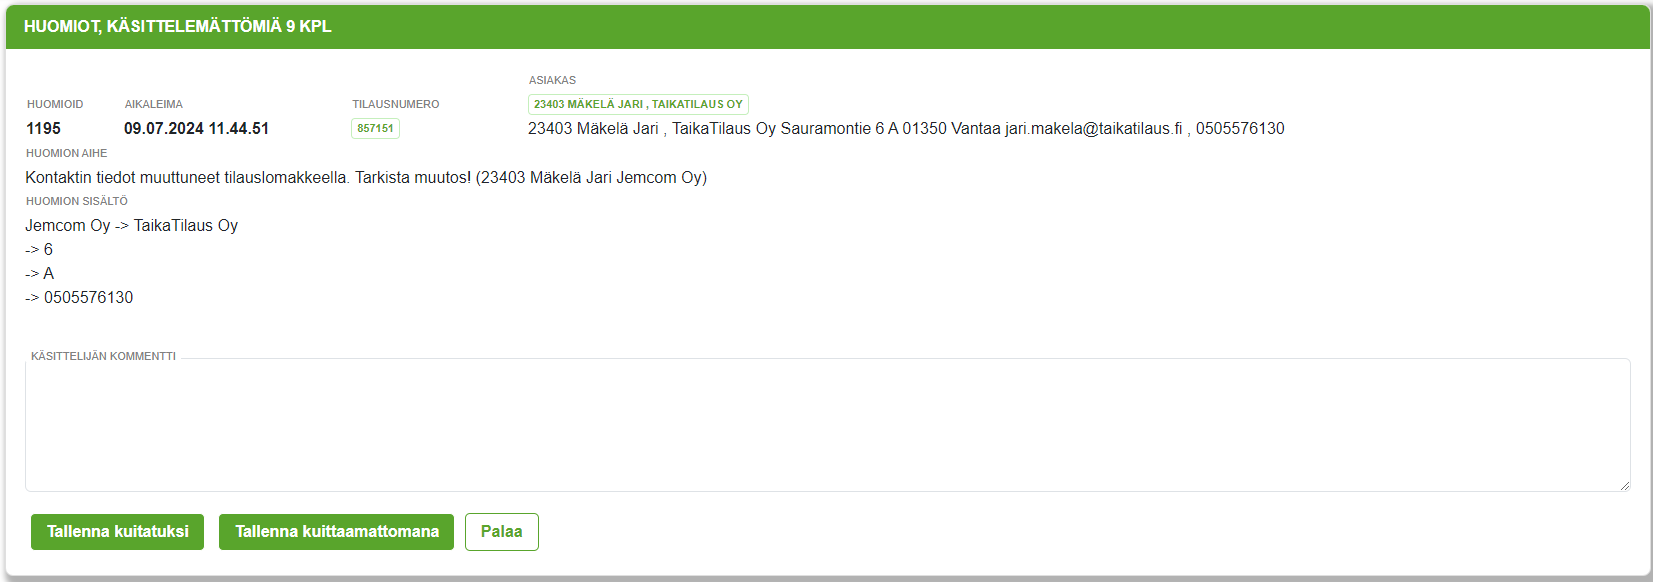 HUOMIOT, KÄSITTELEMÄTTÖMIÄ 9 KPL
ASIAKAS
HUOMIOID AIKALEIMA TILAUSNUMERO 23403 MÄKELÄ JARI , TAIKATILAUS OY
1195 09.07.2024 11.44.51 857151 23403 Mäkelä Jari , TaikaTilaus Oy Sauramontie 6 A 01350 Vantaa jari.makela@taikatilaus.fi , 0505576130
HUOMION AIHE
Kontaktin tiedot muuttuneet tilauslomakkeella. Tarkista muutos! (23403 Mäkelä Jari Jemcom Oy)
HUOMION SISÄLTÖ
Jemcom Oy -> TaikaTilaus Oy
-> 6
-> A
-> 0505576130
KÄSITTELIJÄN KOMMENTTI
Tallenna kuitatuksi Tallenna kuittaamattomana Palaa